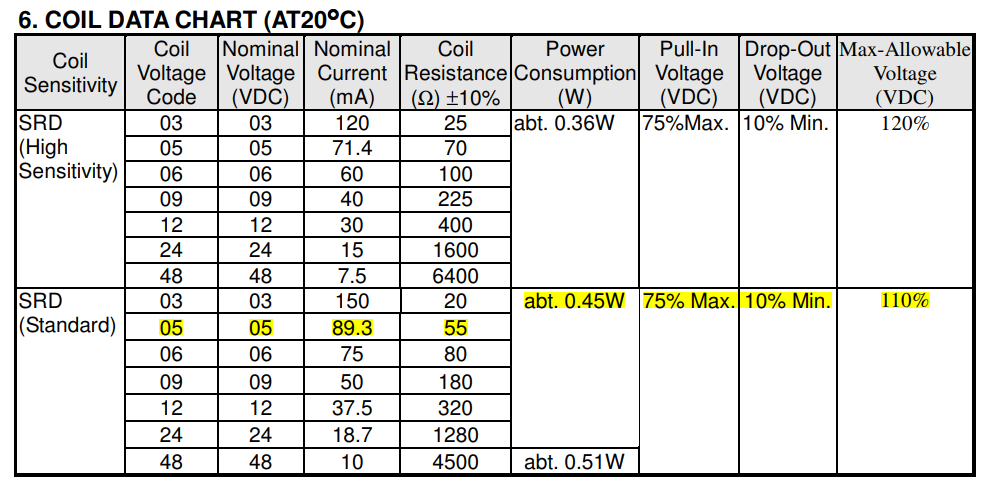 6. COIL DATA CHART (AT20°C)
Coil Sensitivity | Coil Voltage Code | Nominal Voltage (VDC) | Nominal Current (mA) | Coil Resistance (Ω) ±10% | Power Consumption (W) | Pull-In Voltage (VDC) | Drop-Out Voltage (VDC) | Max-Allowable Voltage (VDC)
SRD (High Sensitivity) | 03 | 03 | 120 | 25 | abt. 0.36W | 75%Max. | 10% Min. | 120%
05 | 05 | 71.4 | 70
06 | 06 | 60 | 100
09 | 09 | 40 | 225
12 | 12 | 30 | 400
24 | 24 | 15 | 1600
48 | 48 | 7.5 | 6400
SRD (Standard) | 03 | 03 | 150 | 20 | abt. 0.45W | 75% Max. | 10% Min. | 110%
05 | 05 | 89.3 | 55
06 | 06 | 75 | 80
09 | 09 | 50 | 180
12 | 12 | 37.5 | 320
24 | 24 | 18.7 | 1280
48 | 48 | 10 | 4500 | abt. 0.51W